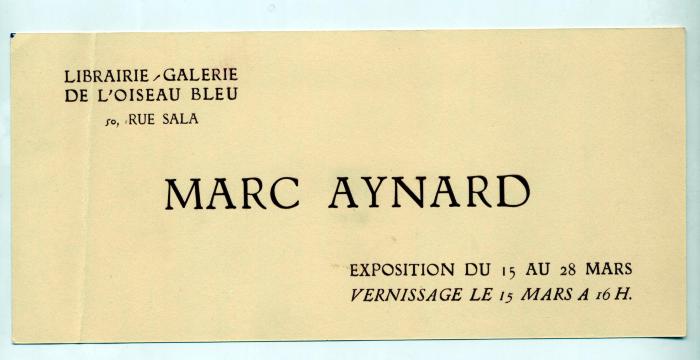 LIBRAIRIE-GALERIE
DE L'OISEAU BLEU
50, RUE SALA
MARC AYNARD
EXPOSITION DU 15 AU 28 MARS
VERNISSAGE LE 15 MARS A 16 H.